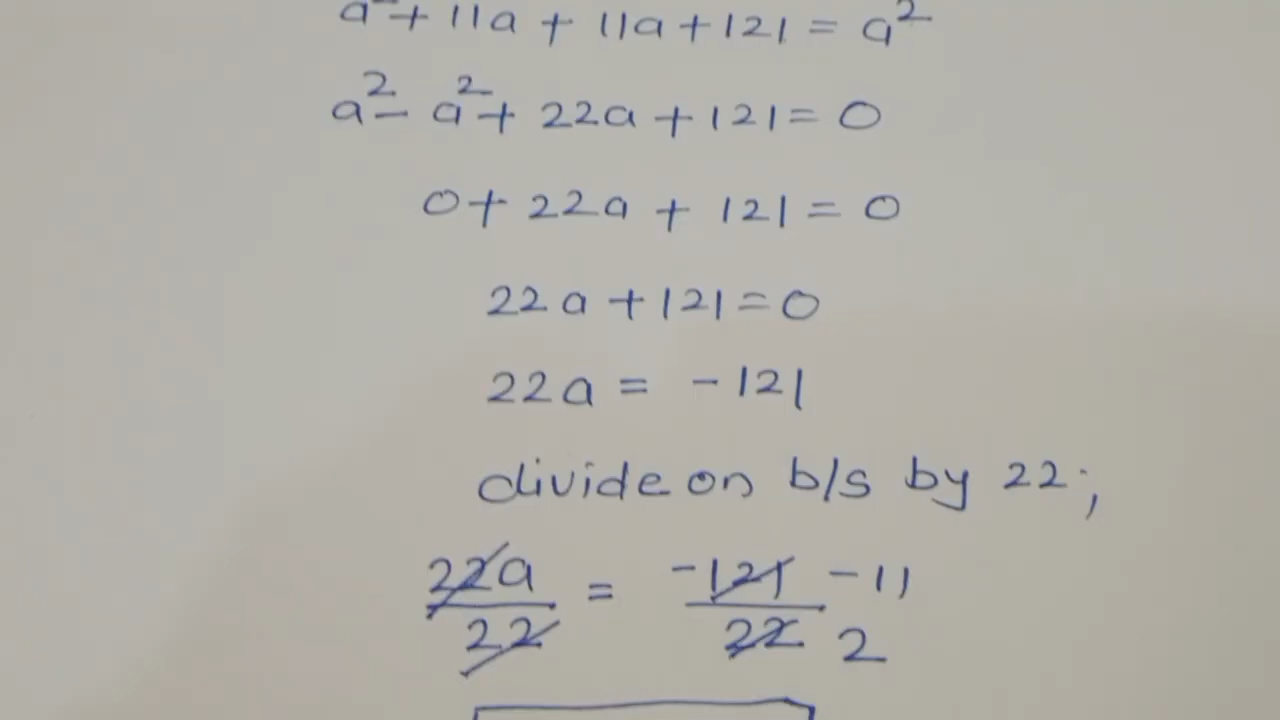 a² + 11a + 11a + 121 = a²
a² - a² + 22a + 121 = 0
0 + 22a + 121 = 0
22a + 121 = 0
22a = -121
divide on b/s by 22;
22a/22 = -121/22 -11/2